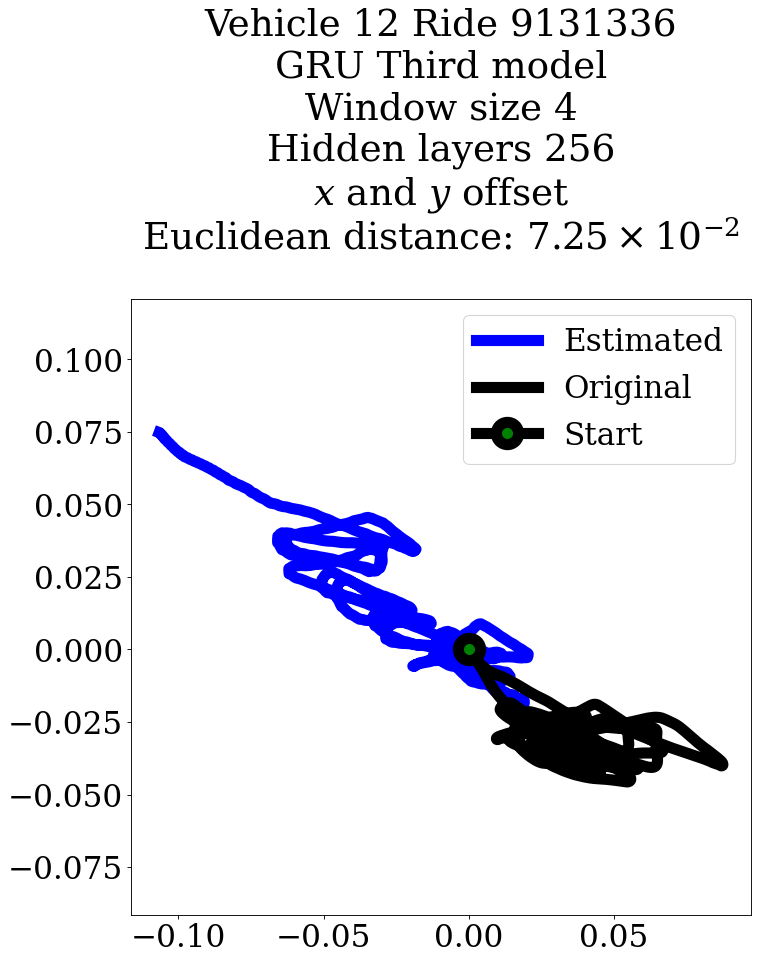 Vehicle 12 Ride 9131336
GRU Third model
Window size 4
Hidden layers 256
x and y offset
Euclidean distance: 7.25 × 10⁻²
Estimated
Original
Start
0.100
0.075
0.050
0.025
0.000
−0.025
−0.050
−0.075
−0.10 −0.05 0.00 0.05